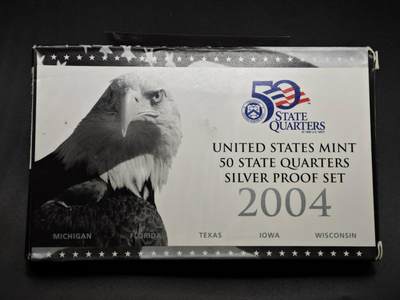 50
STATE
QUARTERS
UNITED STATES MINT
50 STATE QUARTERS
SILVER PROOF SET
2004
MICHIGAN FLORIDA TEXAS IOWA WISCONSIN